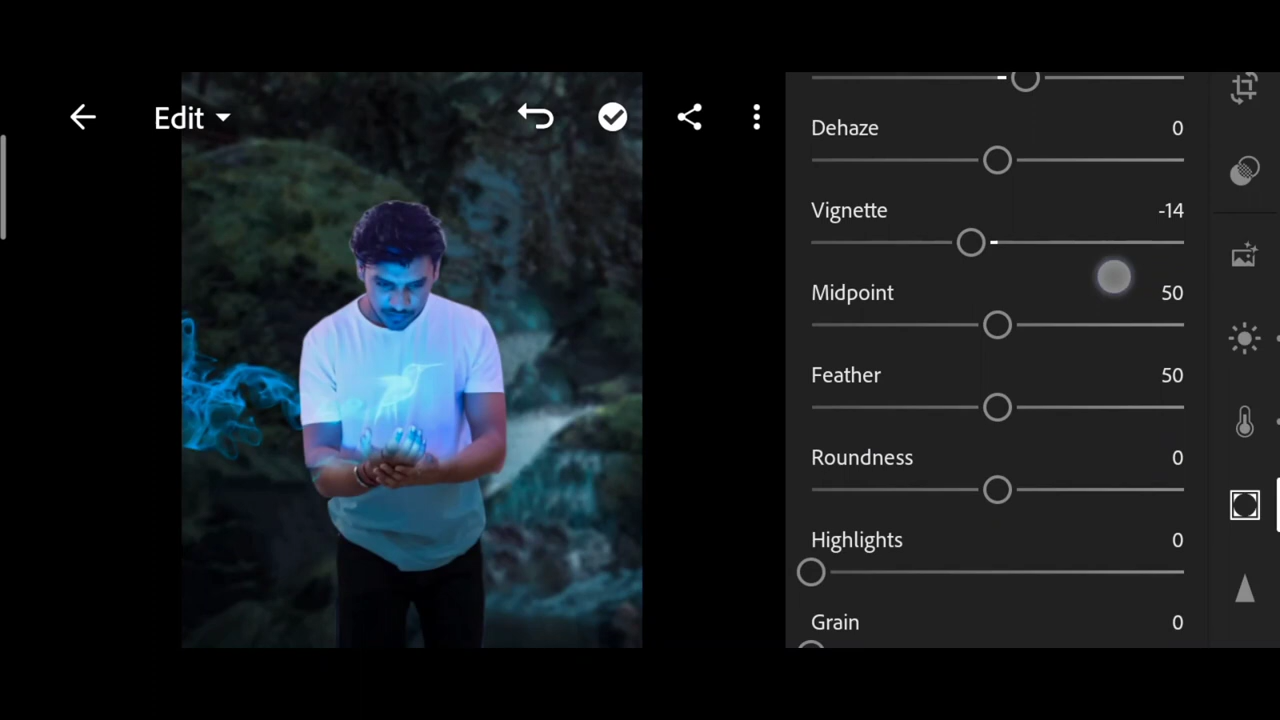 Edit
Dehaze 0
Vignette -14
Midpoint 50
Feather 50
Roundness 0
Highlights 0
Grain 0